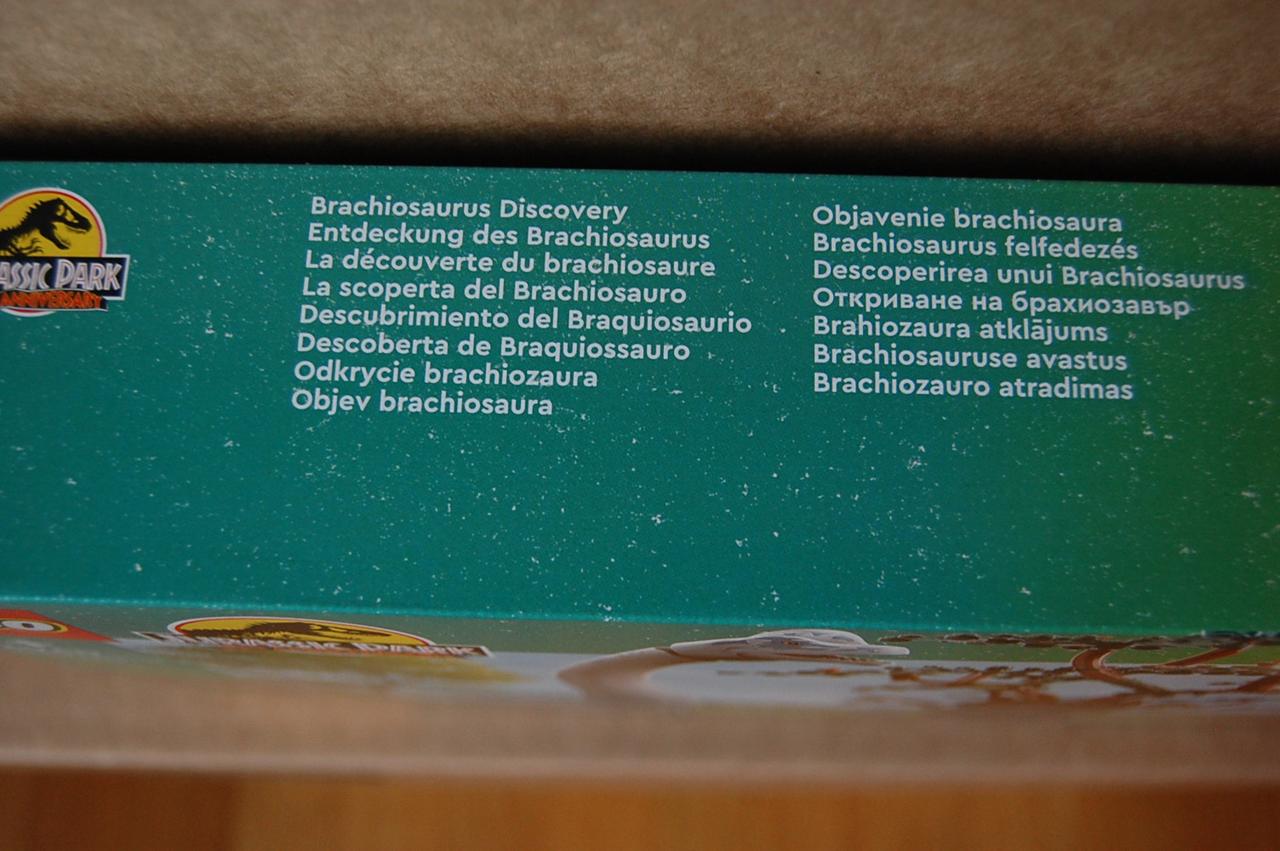 PARK
ANNIVERSARY
Brachiosaurus Discovery
Entdeckung des Brachiosaurus
La découverte du brachiosaure
La scoperta del Brachiosauro
Descubrimiento del Braquiosaurio
Descoberta de Braquiossauro
Odkrycie brachiozaura
Objev brachiosaura
Objavenie brachiosaura
Brachiosaurus felfedezés
Descoperirea unui Brachiosaurus
Откриване на брахиозавър
Brahiozaura atklājums
Brachiosauruse avastus
Brachiozauro atradimas